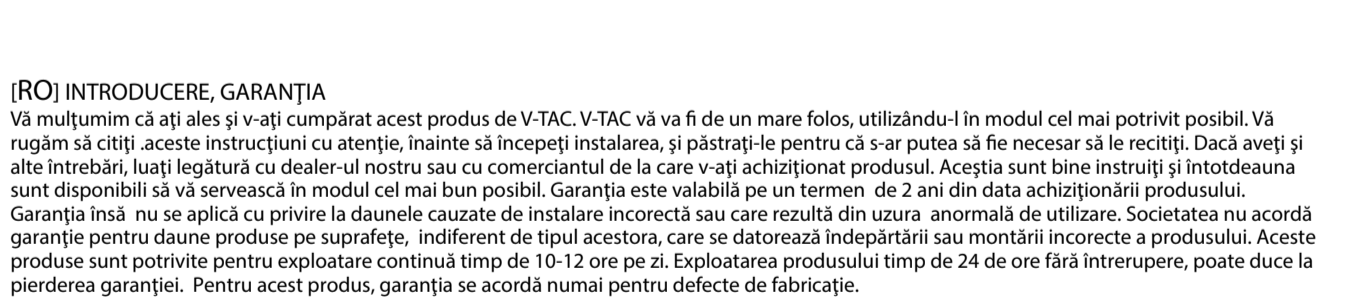 [RO] INTRODUCERE, GARANŢIA
Vă mulţumim că aţi ales şi v-aţi cumpărat acest produs de V-TAC. V-TAC vă va fi de un mare folos, utilizându-l în modul cel mai potrivit posibil. Vă
rugăm să citiţi .aceste instrucţiuni cu atenţie, înainte să începeţi instalarea, şi păstraţi-le pentru că s-ar putea să fie necesar să le recitiţi. Dacă aveţi şi
alte întrebări, luaţi legătură cu dealer-ul nostru sau cu comerciantul de la care v-aţi achiziţionat produsul. Aceştia sunt bine instruiţi şi întotdeauna
sunt disponibili să vă servească în modul cel mai bun posibil. Garanţia este valabilă pe un termen  de 2 ani din data achiziţionării produsului.
Garanţia însă  nu se aplică cu privire la daunele cauzate de instalare incorectă sau care rezultă din uzura  anormală de utilizare. Societatea nu acordă
garanţie pentru daune produse pe suprafeţe,  indiferent de tipul acestora, care se datorează îndepărtării sau montării incorecte a produsului. Aceste
produse sunt potrivite pentru exploatare continuă timp de 10-12 ore pe zi. Exploatarea produsului timp de 24 de ore fără întrerupere, poate duce la
pierderea garanţiei.  Pentru acest produs, garanţia se acordă numai pentru defecte de fabricaţie.